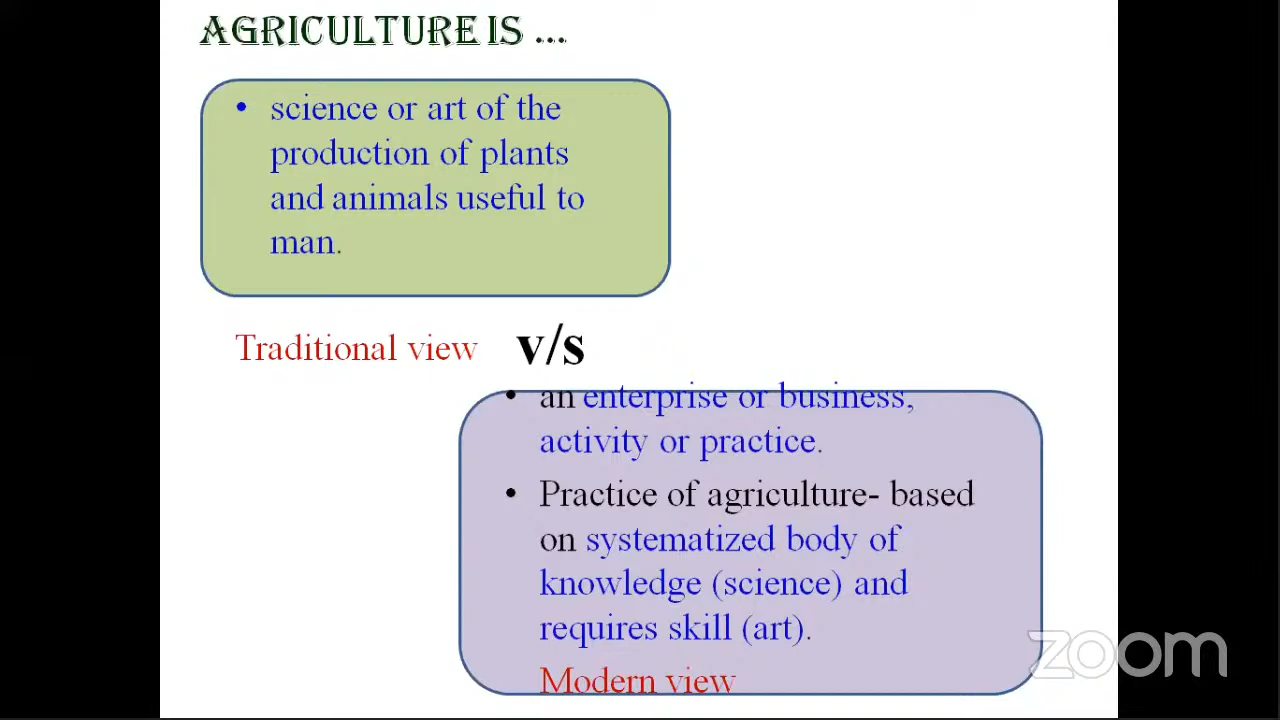 AGRICULTURE IS ...
• science or art of the
production of plants
and animals useful to
man.
Traditional view v/s
• an enterprise or business,
activity or practice.
• Practice of agriculture- based
on systematized body of
knowledge (science) and
requires skill (art).
Modern view
zoom